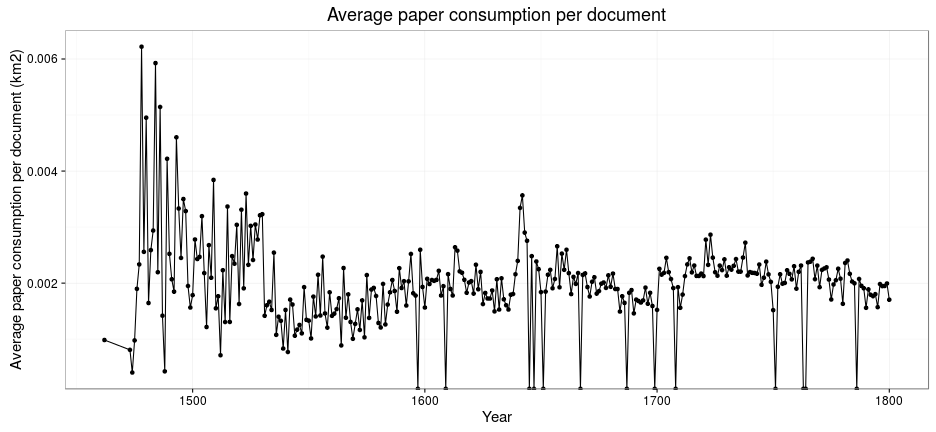 Average paper consumption per document
Average paper consumption per document (km2)
0.006
0.004
0.002
1500
1600
1700
1800
Year